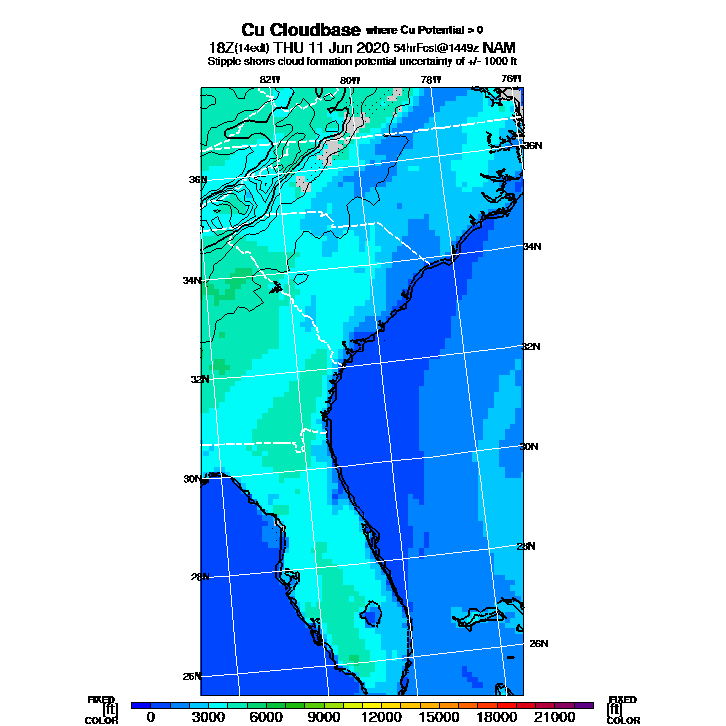 Cu Cloudbase where Cu Potential > 0
18Z(14edt) THU 11 Jun 2020 54hrFcst@1449z NAM
Stipple shows cloud formation potential uncertainty of +/- 1000 ft
82W 80W 78W 76W
36N
36N
34N
34N
32N
32N
30N
30N
28N
28N
26N
26N
FIXED FIXED
[ft] [ft]
COLOR COLOR
0 3000 6000 9000 12000 15000 18000 21000